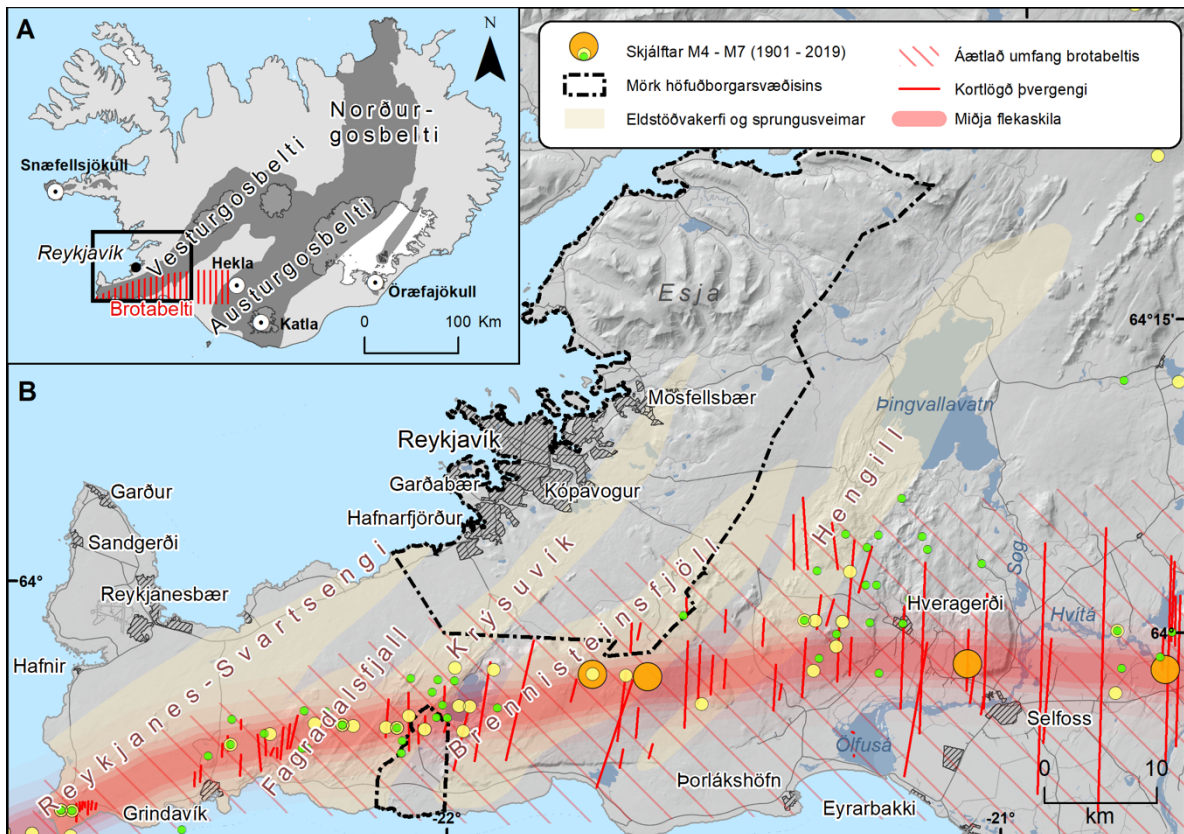 A
N
Norður-
gosbelti
Snæfellsjökull
Vesturgosbelti
Reykjavík
Hekla
Austurgosbelti
Öræfajökull
Brotabelti
Katla
0 100 Km
Skjálftar M4 - M7 (1901 - 2019)
Mörk höfuðborgarsvæðisins
Eldstöðvakerfi og sprungusveimar
Áætlað umfang brotabeltis
Kortlögð þvergengi
Miðja flekaskila
B
Esja
64°15'
Mosfellsbær
Þingvallavatn
Reykjavík
Garðabær
Kópavogur
Hafnarfjörður
Garður
Sandgerði
Reykjanesbær
Hafnir
64°
Hengill
Sog
Hveragerði
Hvítá
64°
Reykjanes-Svartsengi
Fagradalsfjall
Krýsuvík
Brennisteinsfjöll
Selfoss
Ölfusá
Grindavík
Þorlákshöfn
Eyrarbakki
0 10
km
-22°
-21°